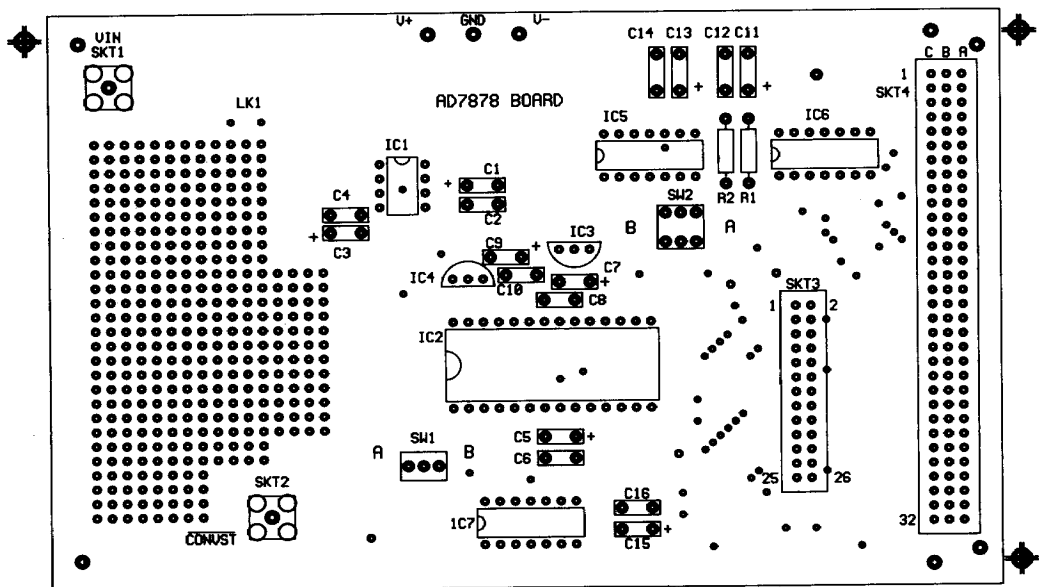 V+ GND V-
VIN
SKT1
C14 C13 C12 C11
C B A
1
SKT4
LK1
AD7878 BOARD
IC5
IC6
IC1
C1
C4
+
C2
R2 R1
SW2
B A
+
C3
IC3
C9 +
IC4
C10
C7
+
C8
SKT3
1 2
IC2
A SW1 B
C5 +
C6
25 26
SKT2
CONVST
1C7
C16
C15 +
32
+ +